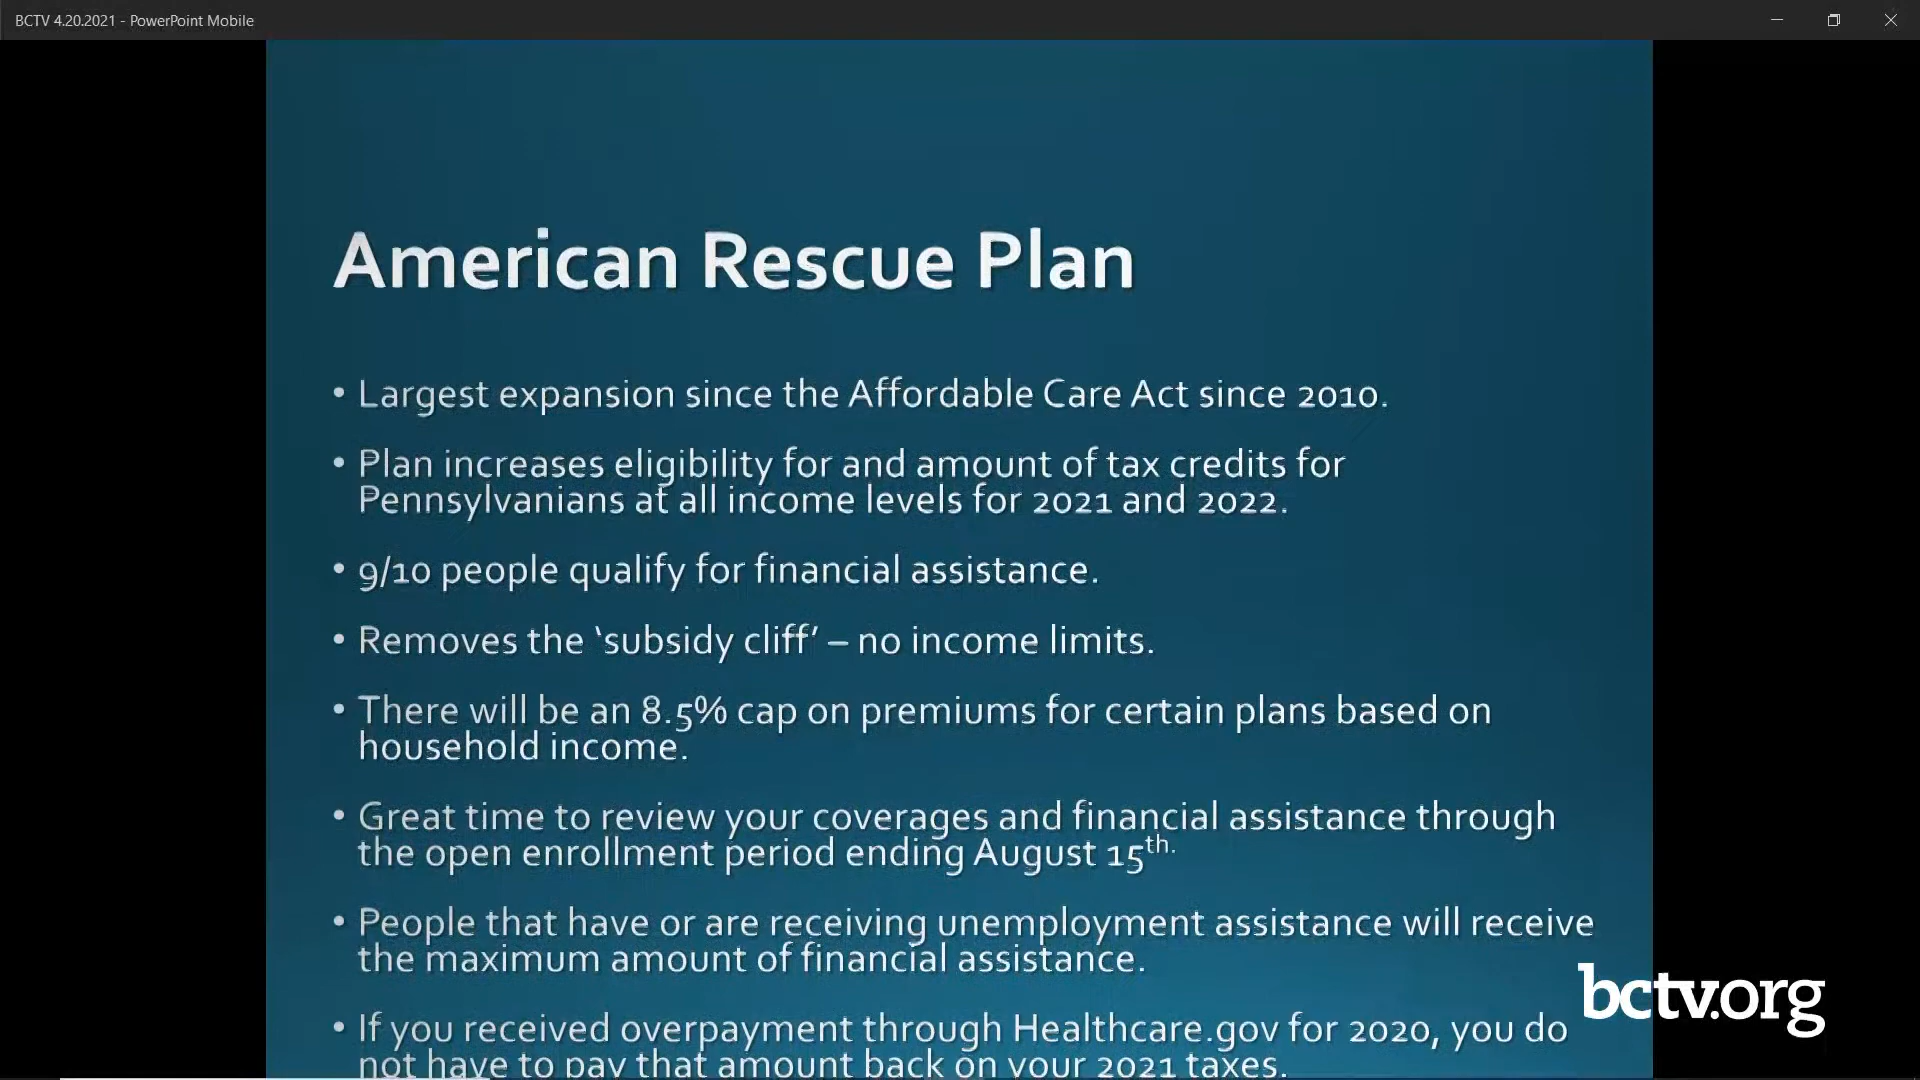 BCTV 4.20.2021 - PowerPoint Mobile
American Rescue Plan
• Largest expansion since the Affordable Care Act since 2010.
• Plan increases eligibility for and amount of tax credits for
Pennsylvanians at all income levels for 2021 and 2022.
• 9/10 people qualify for financial assistance.
• Removes the ‘subsidy cliff’ – no income limits.
• There will be an 8.5% cap on premiums for certain plans based on
household income.
• Great time to review your coverages and financial assistance through
the open enrollment period ending August 15th.
• People that have or are receiving unemployment assistance will receive
the maximum amount of financial assistance.
• If you received overpayment through Healthcare.gov for 2020, you do
not have to pay that amount back on your 2021 taxes.
bctv.org